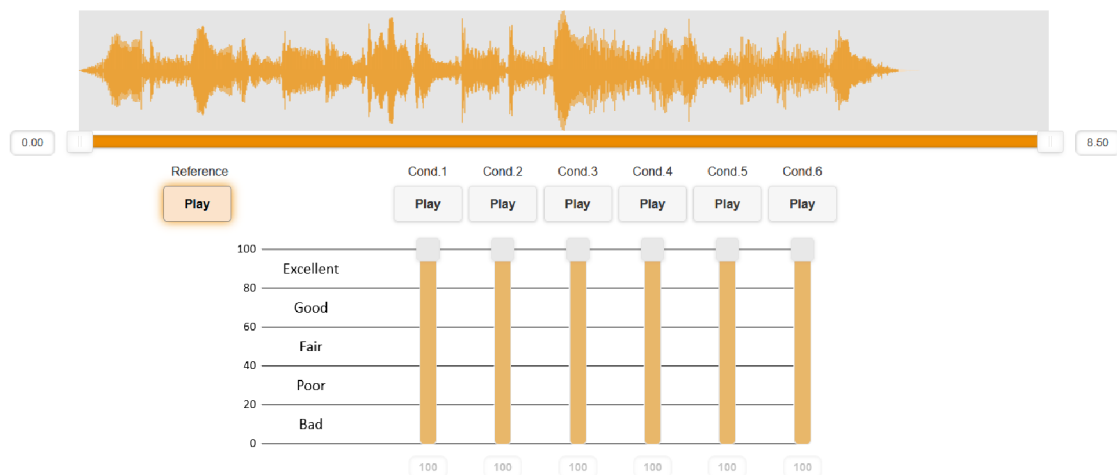 0.00
8.50
Reference Cond.1 Cond.2 Cond.3 Cond.4 Cond.5 Cond.6
Play Play Play Play Play Play Play
100
Excellent
80
Good
60
Fair
40
Poor
20
Bad
0
100 100 100 100 100 100